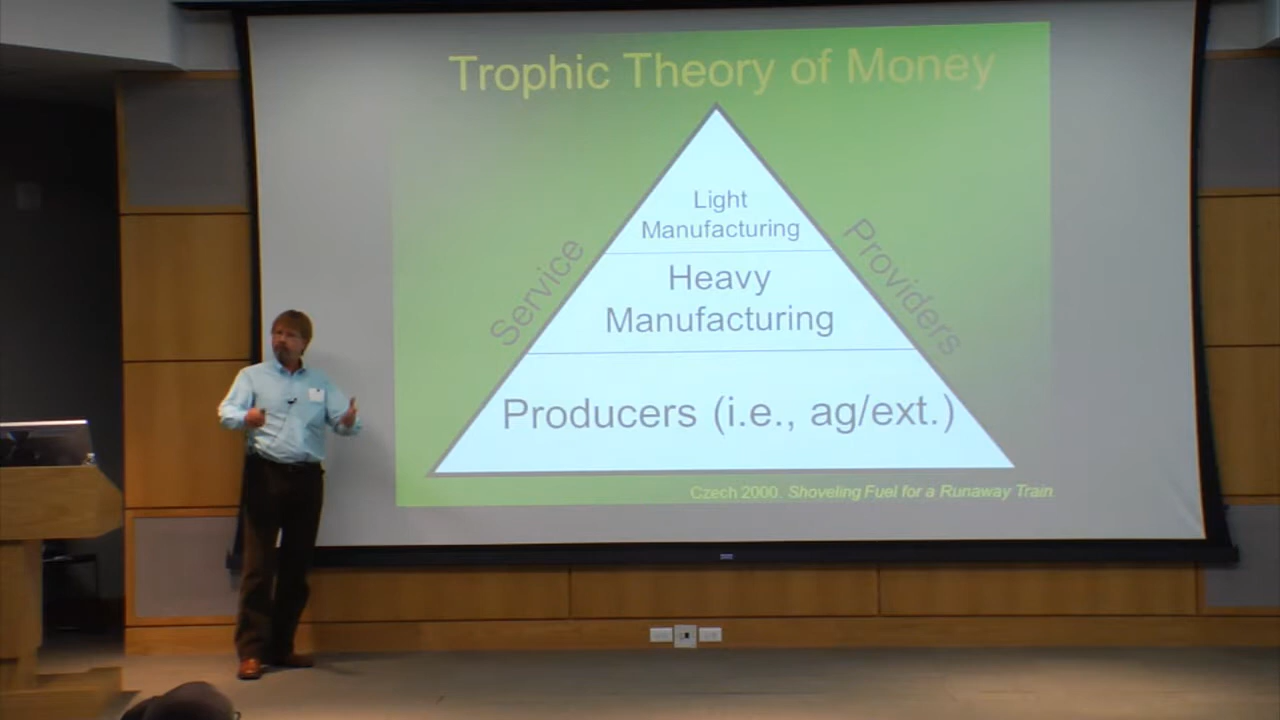 Trophic Theory of Money
Light
Manufacturing
Service
Providers
Heavy
Manufacturing
Producers (i.e., ag/ext.)
Czech 2000. Shoveling Fuel for a Runaway Train